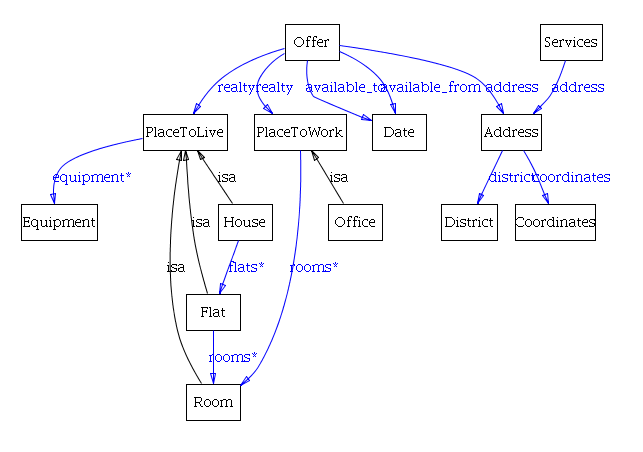 Offer
Services
realty
realty
available_to
available_from
address
address
PlaceToLive
PlaceToWork
Date
Address
equipment*
isa
isa
district
coordinates
Equipment
House
Office
District
Coordinates
isa
isa
flats*
rooms*
Flat
rooms*
Room